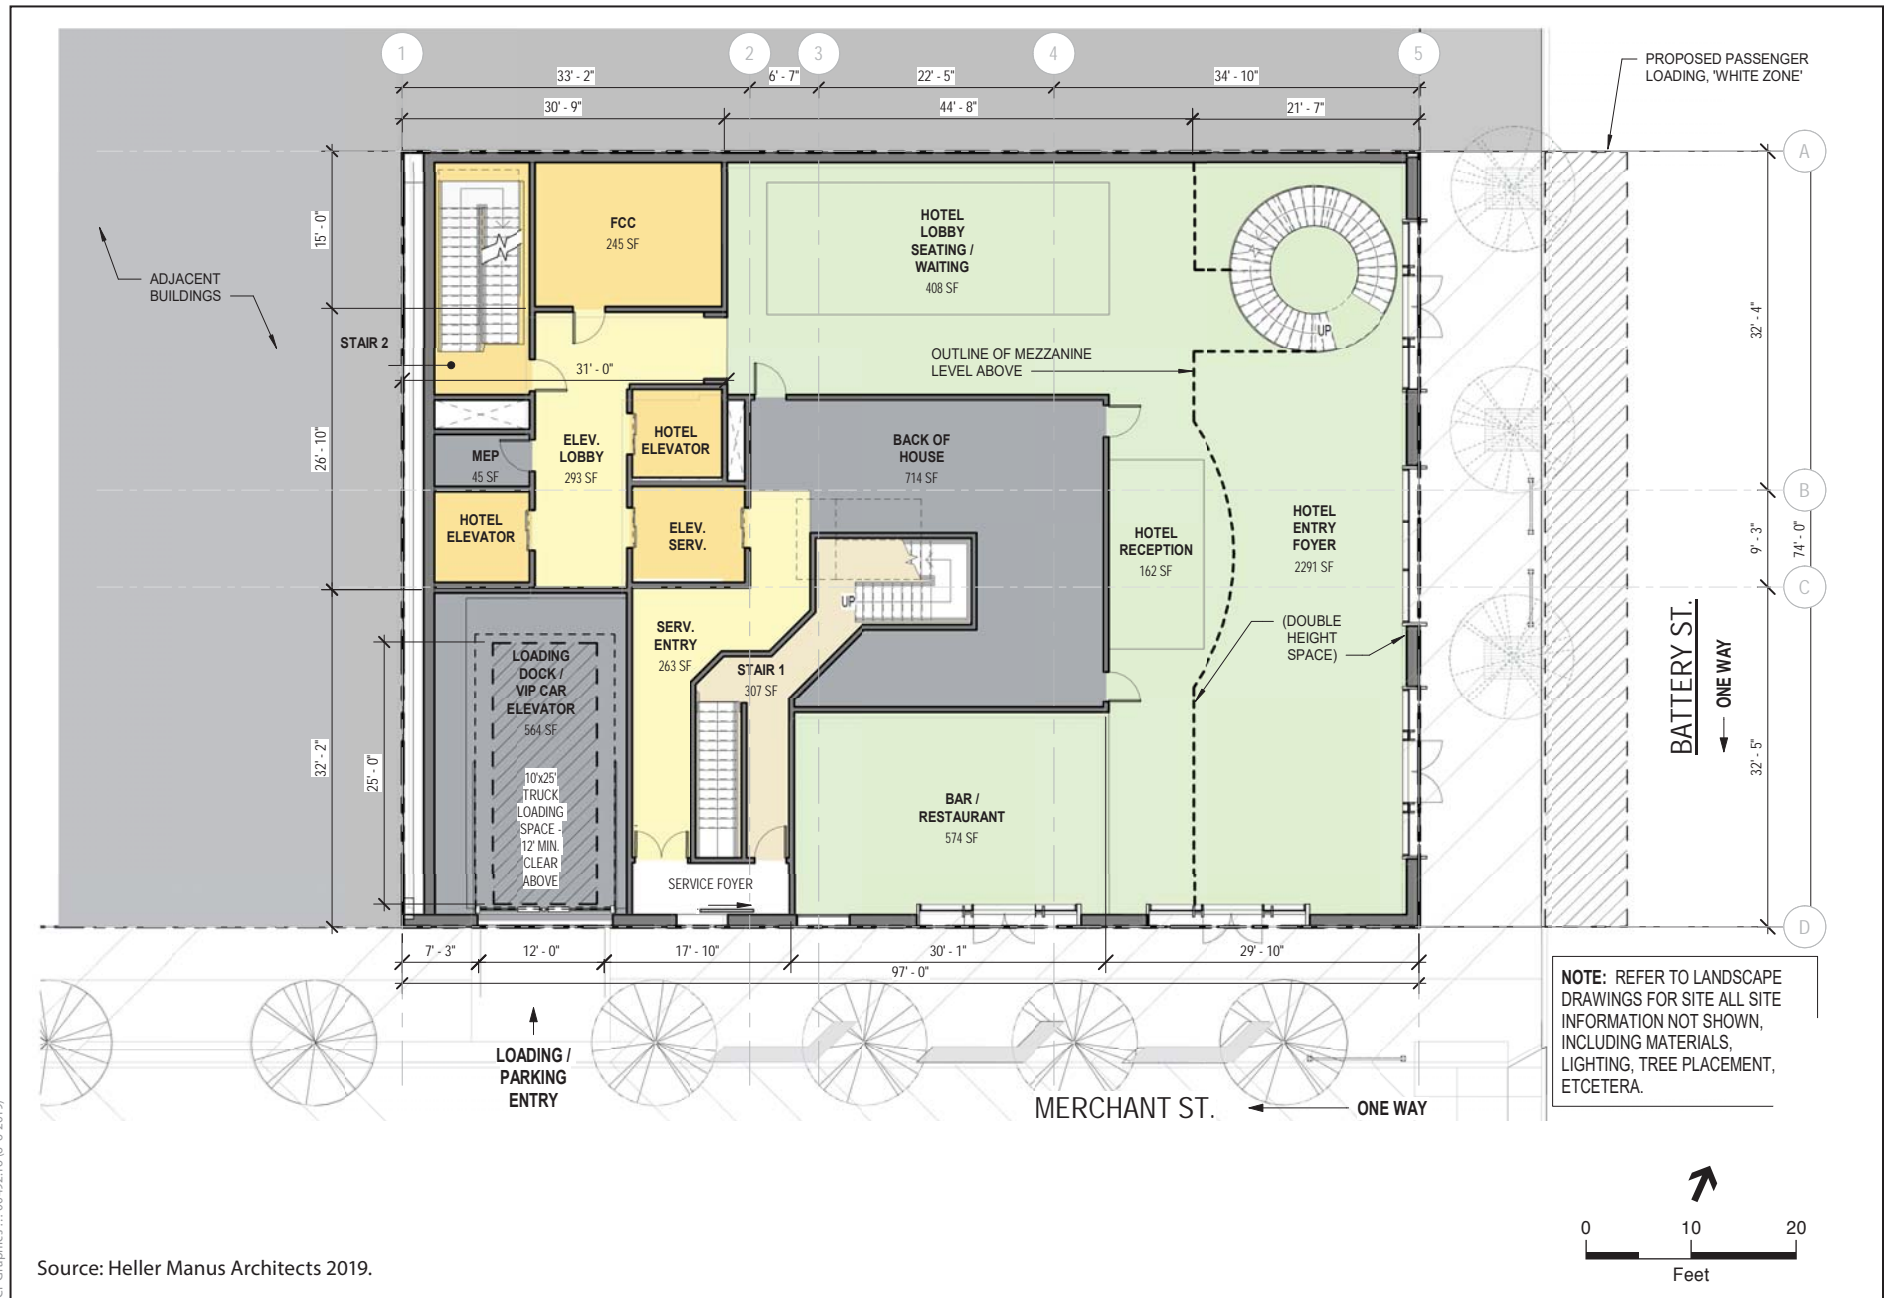 1
2
3
4
5
33' - 2"
6' - 7"
22' - 5"
34' - 10"
30' - 9"
44' - 8"
21' - 7"
PROPOSED PASSENGER
LOADING, 'WHITE ZONE'
A
B
C
D
15' - 0"
26' - 10"
32' - 2"
25' - 0"
31' - 0"
ADJACENT
BUILDINGS
STAIR 2
FCC
245 SF
HOTEL
LOBBY
SEATING /
WAITING
408 SF
UP
OUTLINE OF MEZZANINE
LEVEL ABOVE
MEP
45 SF
ELEV.
LOBBY
293 SF
HOTEL
ELEVATOR
HOTEL
ELEVATOR
ELEV.
SERV.
BACK OF
HOUSE
714 SF
HOTEL
RECEPTION
162 SF
HOTEL
ENTRY
FOYER
2291 SF
(DOUBLE
HEIGHT
SPACE)
UP
SERV.
ENTRY
263 SF
STAIR 1
307 SF
LOADING
DOCK /
VIP CAR
ELEVATOR
564 SF
10'x25'
TRUCK
LOADING
SPACE -
12' MIN.
CLEAR
ABOVE
BAR /
RESTAURANT
574 SF
SERVICE FOYER
32' - 4"
9' - 3"
74' - 0"
32' - 5"
BATTERY ST.
ONE WAY
7' - 3"
12' - 0"
17' - 10"
30' - 1"
29' - 10"
97' - 0"
LOADING /
PARKING
ENTRY
MERCHANT ST.
ONE WAY
NOTE: REFER TO LANDSCAPE
DRAWINGS FOR SITE ALL SITE
INFORMATION NOT SHOWN,
INCLUDING MATERIALS,
LIGHTING, TREE PLACEMENT,
ETCETERA.
0
10
20
Feet
Source: Heller Manus Architects 2019.